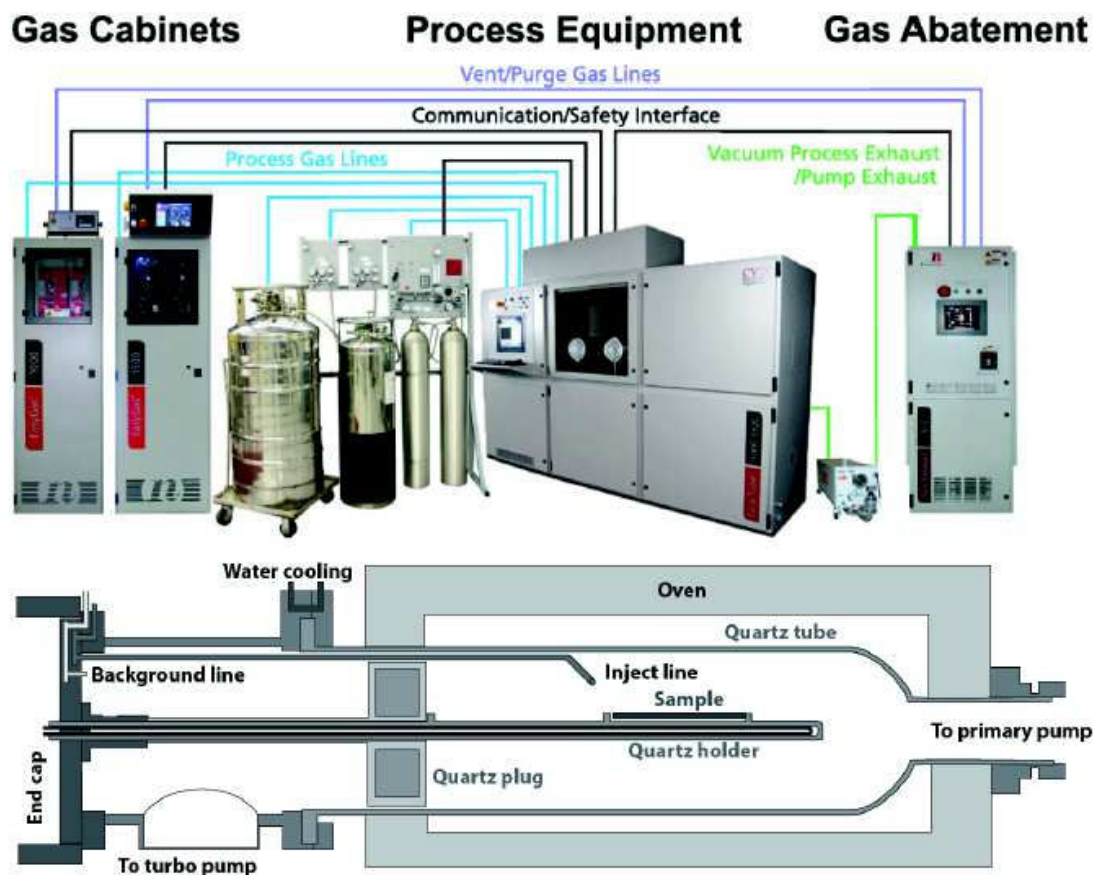 Gas Cabinets
Process Equipment
Gas Abatement
Vent/Purge Gas Lines
Communication/Safety Interface
Process Gas Lines
Vacuum Process Exhaust
/Pump Exhaust
Water cooling
Oven
Quartz tube
Background line
Inject line
Sample
To primary pump
Quartz holder
Quartz plug
End cap
To turbo pump